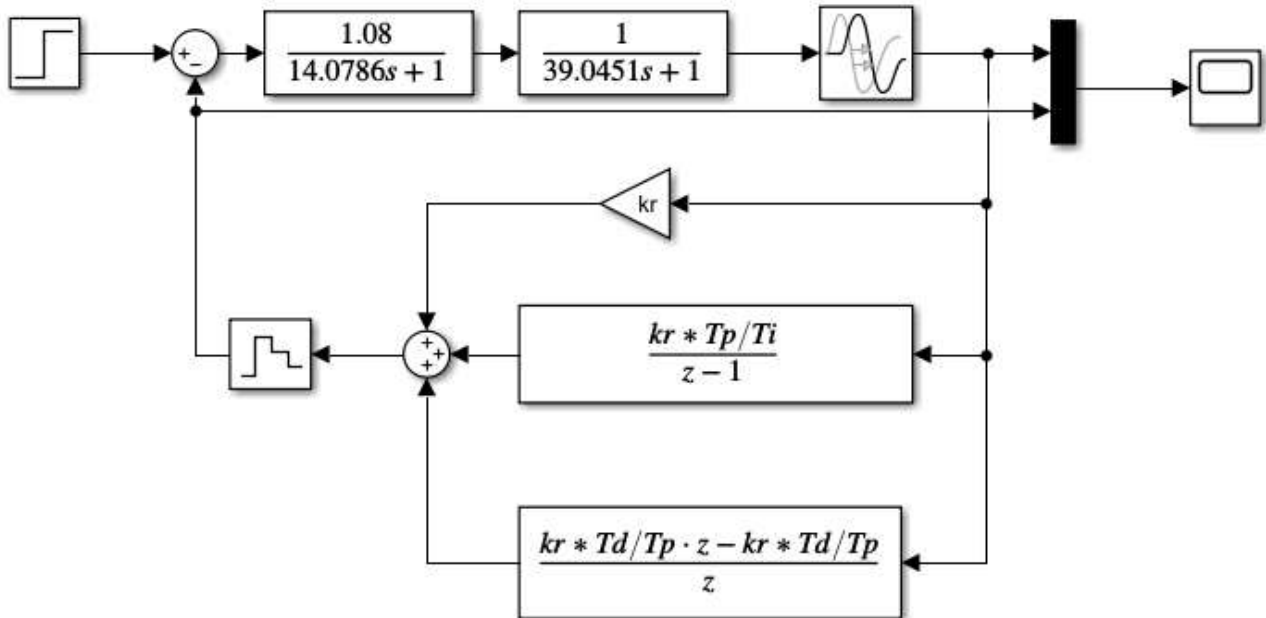 +
−
1.08
14.0786s + 1
1
39.0451s + 1
kr
+
+
+
kr ∗ Tp/Ti
z − 1
kr ∗ Td/Tp · z − kr ∗ Td/Tp
z